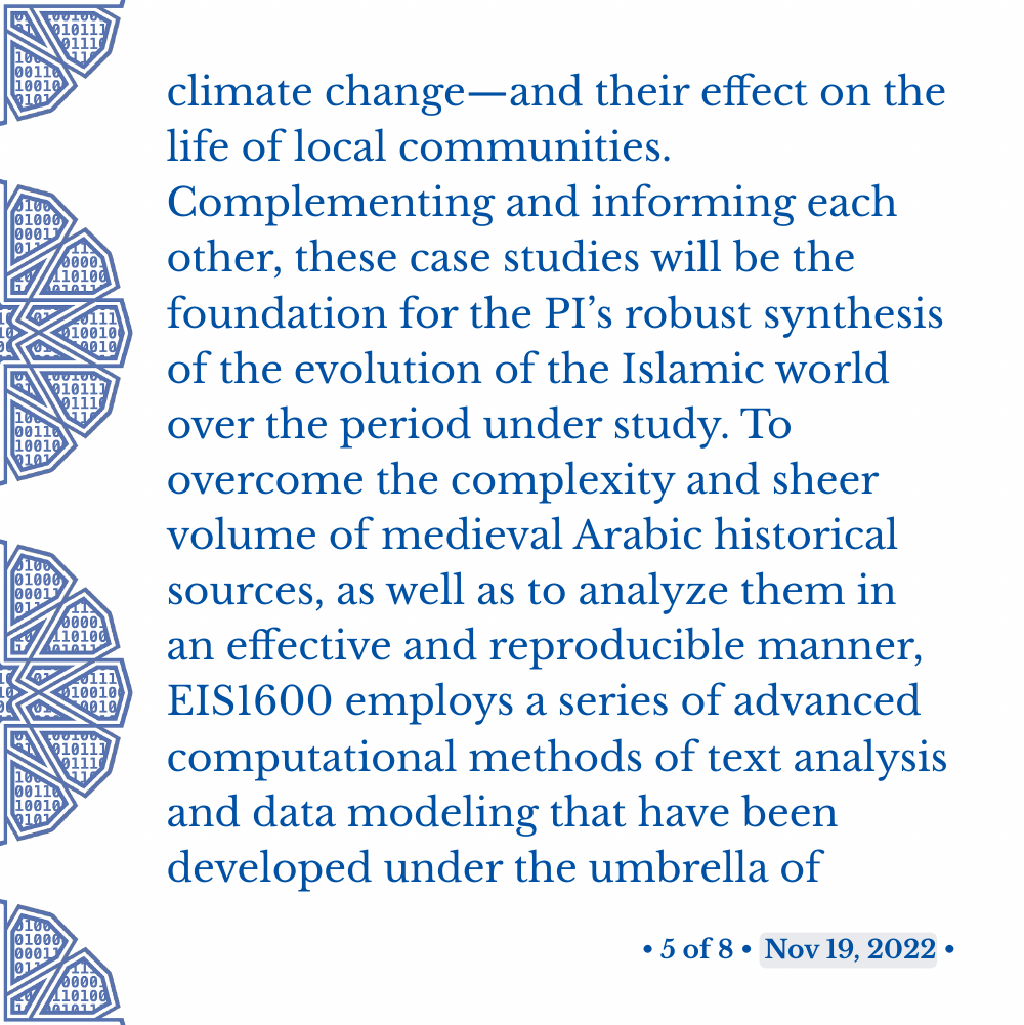 climate change—and their effect on the
life of local communities.
Complementing and informing each
other, these case studies will be the
foundation for the PI’s robust synthesis
of the evolution of the Islamic world
over the period under study. To
overcome the complexity and sheer
volume of medieval Arabic historical
sources, as well as to analyze them in
an effective and reproducible manner,
EIS1600 employs a series of advanced
computational methods of text analysis
and data modeling that have been
developed under the umbrella of
• 5 of 8 • Nov 19, 2022 •